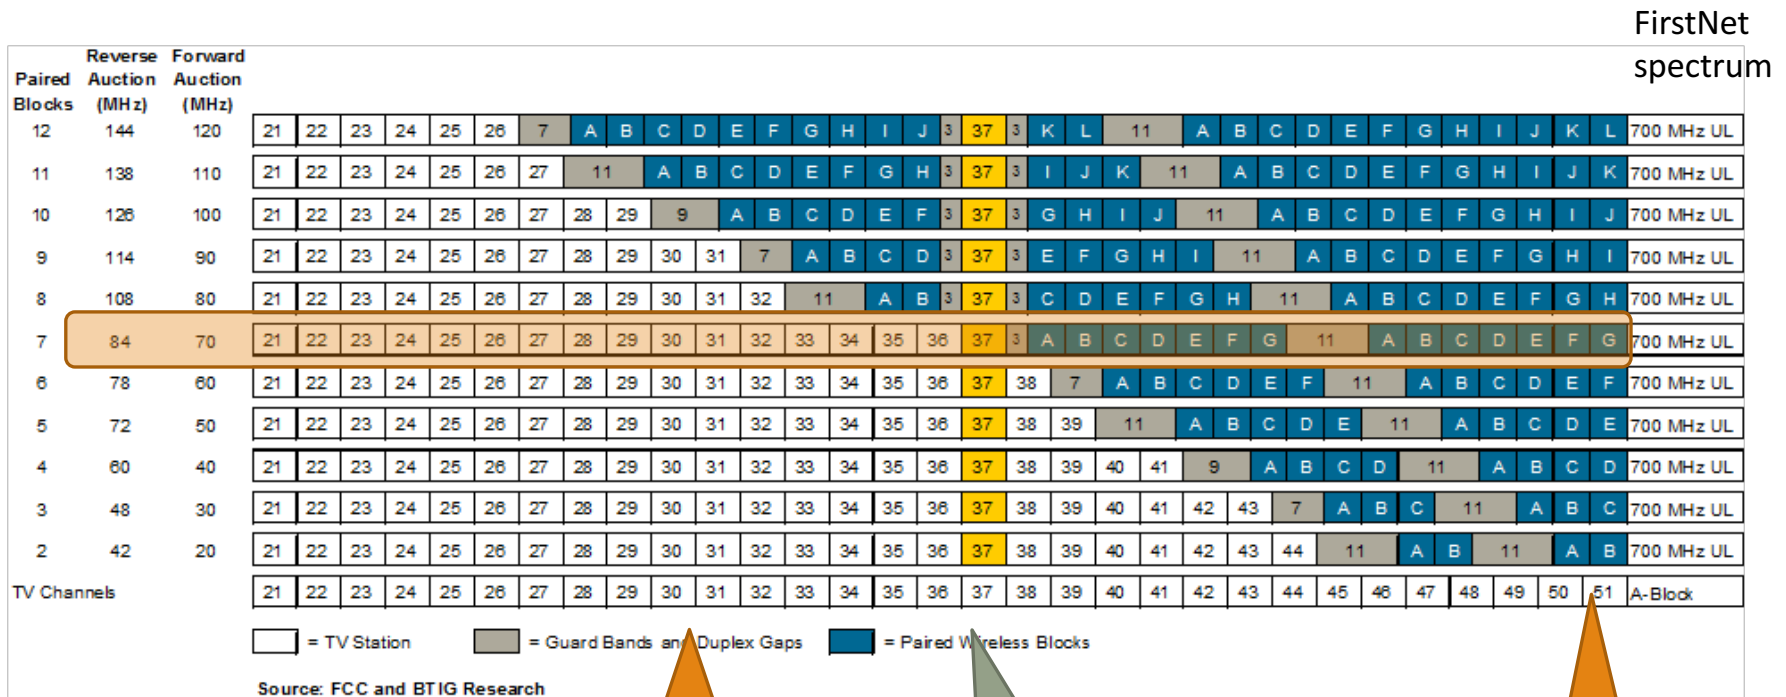 FirstNet
spectrum
Reverse Forward
Paired Auction Auction
Blocks (MHz) (MHz)
12 144 120 21 22 23 24 25 26 7 A B C D E F G H I J 3 37 3 K L 11 A B C D E F G H I J K L 700 MHz UL
11 138 110 21 22 23 24 25 26 27 11 A B C D E F G H 3 37 3 I J K 11 A B C D E F G H I J K 700 MHz UL
10 126 100 21 22 23 24 25 26 27 28 29 9 A B C D E F 3 37 3 G H I J 11 A B C D E F G H I J 700 MHz UL
9 114 90 21 22 23 24 25 26 27 28 29 30 31 7 A B C D 3 37 3 E F G H I 11 A B C D E F G H I 700 MHz UL
8 108 80 21 22 23 24 25 26 27 28 29 30 31 32 11 A B 3 37 3 C D E F G H 11 A B C D E F G H 700 MHz UL
7 84 70 21 22 23 24 25 26 27 28 29 30 31 32 33 34 35 36 37 3 A B C D E F G 11 A B C D E F G 700 MHz UL
6 78 60 21 22 23 24 25 26 27 28 29 30 31 32 33 34 35 36 37 38 7 A B C D E F 11 A B C D E F 700 MHz UL
5 72 50 21 22 23 24 25 26 27 28 29 30 31 32 33 34 35 36 37 38 39 11 A B C D E 11 A B C D E 700 MHz UL
4 60 40 21 22 23 24 25 26 27 28 29 30 31 32 33 34 35 36 37 38 39 40 41 9 A B C D 11 A B C D 700 MHz UL
3 48 30 21 22 23 24 25 26 27 28 29 30 31 32 33 34 35 36 37 38 39 40 41 42 43 7 A B C 11 A B C 700 MHz UL
2 42 20 21 22 23 24 25 26 27 28 29 30 31 32 33 34 35 36 37 38 39 40 41 42 43 44 11 A B 11 A B 700 MHz UL
TV Channels 21 22 23 24 25 26 27 28 29 30 31 32 33 34 35 36 37 38 39 40 41 42 43 44 45 46 47 48 49 50 51 A-Block
= TV Station = Guard Bands and Duplex Gaps = Paired Wireless Blocks
Source: FCC and BTIG Research